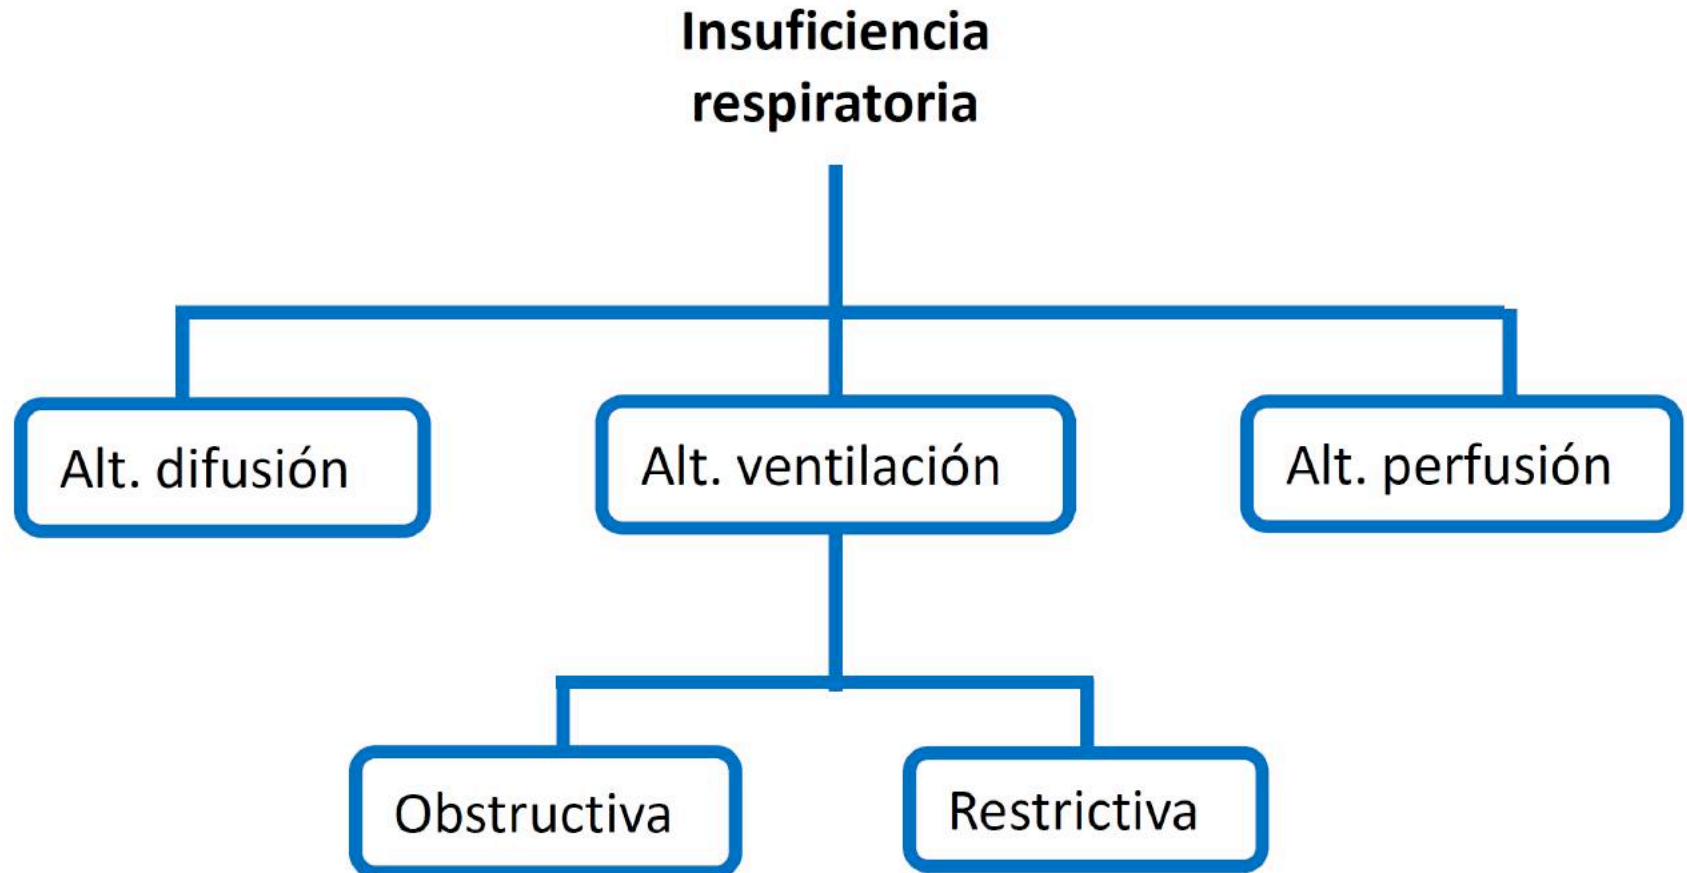 Insuficiencia
respiratoria
Alt. difusión
Alt. ventilación
Alt. perfusión
Obstructiva
Restrictiva